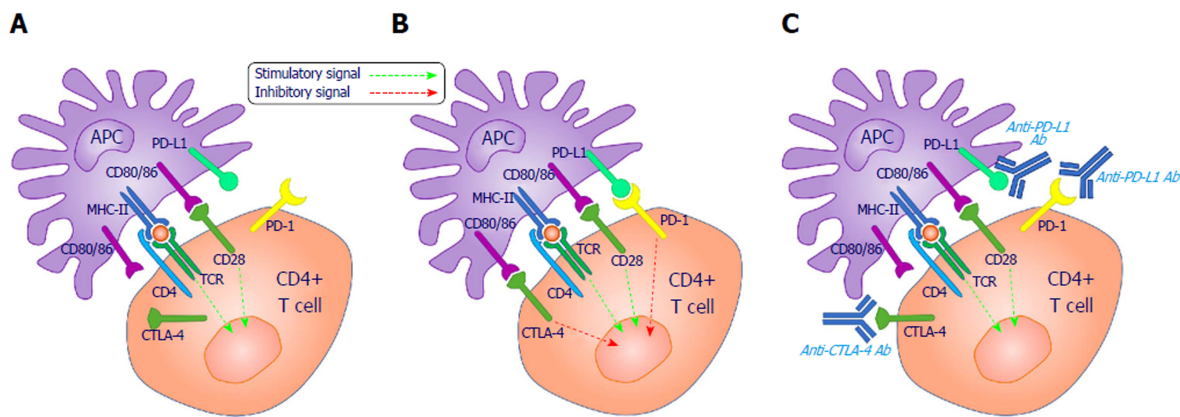 A
B
C
Stimulatory signal
Inhibitory signal
APC
PD-L1
CD80/86
MHC-II
CD80/86
PD-1
CD28
TCR
CD4
CD4+
T cell
CTLA-4
APC
PD-L1
CD80/86
MHC-II
CD80/86
PD-1
TCR
CD28
CD4
CD4+
T cell
CTLA-4
APC
PD-L1
Anti-PD-L1
Ab
Anti-PD-L1 Ab
CD80/86
MHC-II
CD80/86
PD-1
CD28
TCR
CD4
CD4+
T cell
CTLA-4
Anti-CTLA-4 Ab